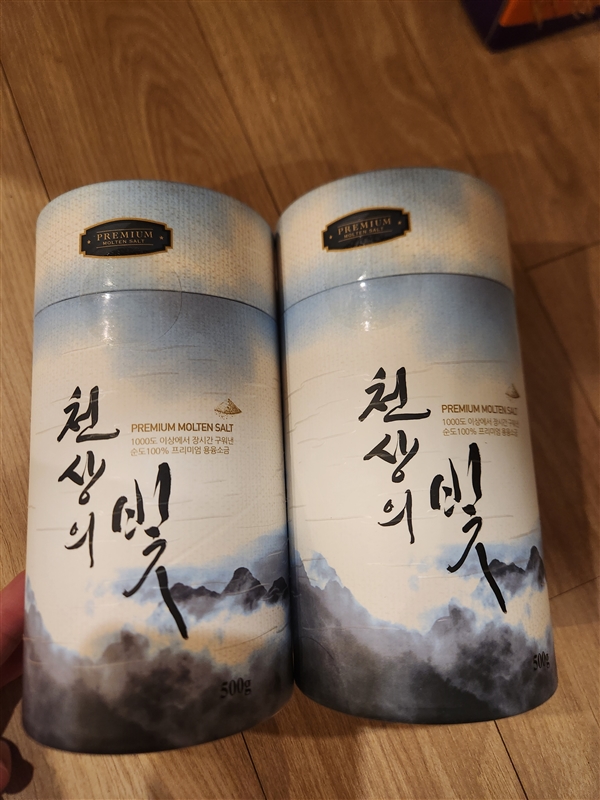 PREMIUM
MOLTEN SALT
천상의
빛
PREMIUM MOLTEN SALT
1000도 이상에서 장시간 구워낸
순도100% 프리미엄 용융소금
500g
PREMIUM
MOLTEN SALT
천상의
빛
PREMIUM MOLTEN SALT
1000도 이상에서 장시간 구워낸
순도100% 프리미엄 용융소금
500g